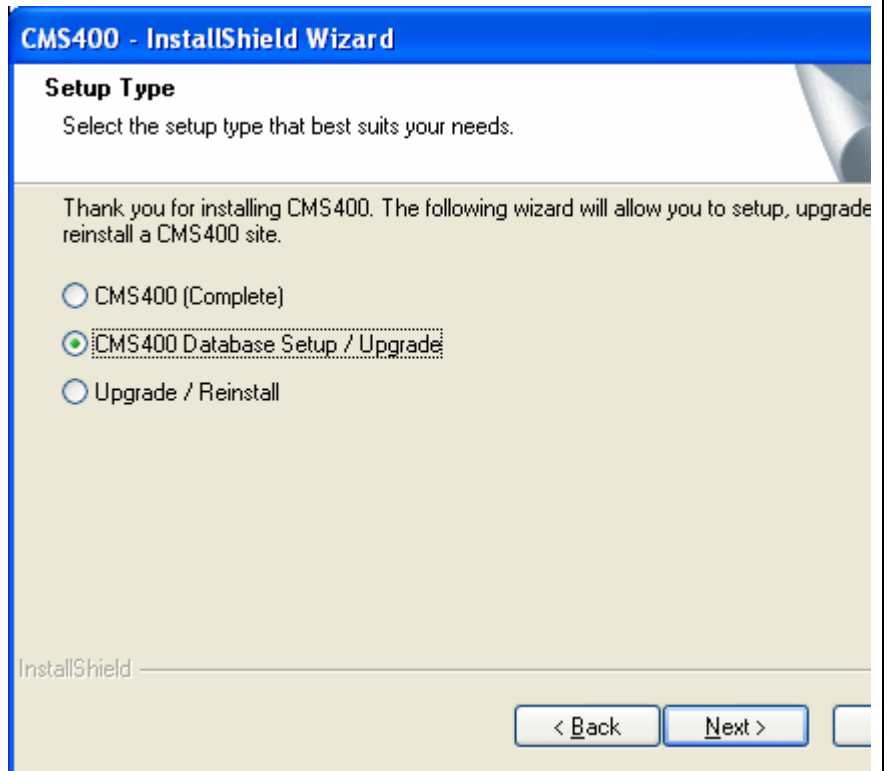 CMS400 - InstallShield Wizard
Setup Type
Select the setup type that best suits your needs.
Thank you for installing CMS400. The following wizard will allow you to setup, upgrade
reinstall a CMS400 site.
CMS400 (Complete)
CMS400 Database Setup / Upgrade
Upgrade / Reinstall
InstallShield
< Back
Next >